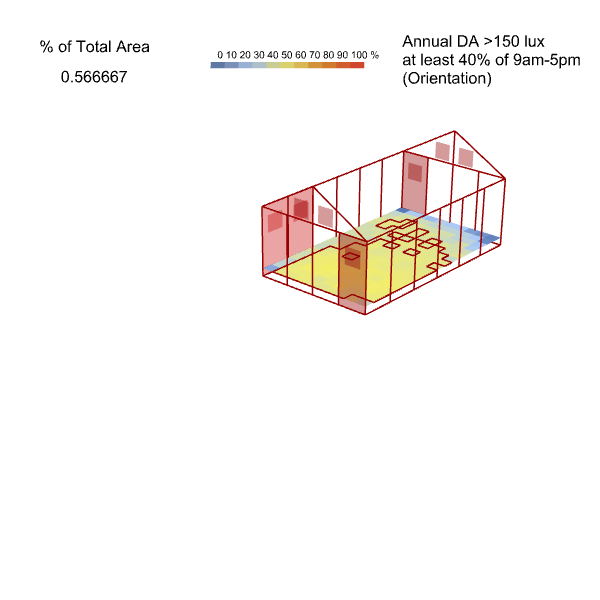 % of Total Area
0.566667
0 10 20 30 40 50 60 70 80 90 100 %
Annual DA >150 lux
at least 40% of 9am-5pm
(Orientation)